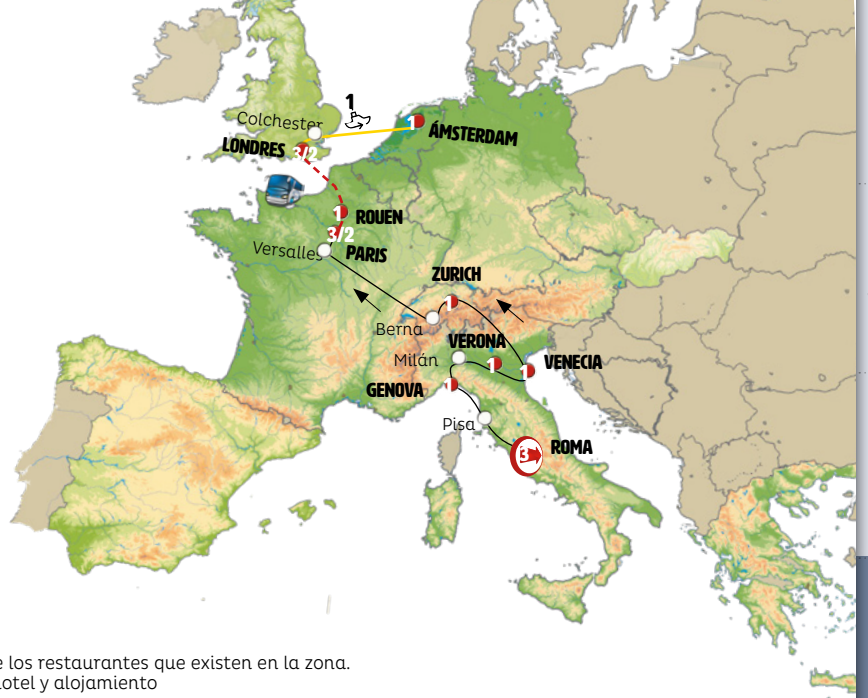 1
Colchester
1 ÁMSTERDAM
LONDRES 3/2
1 ROUEN
3/2
Versalles PARIS
ZURICH
1
Berna
VERONA
Milán
1
1 VENECIA
GENOVA 1
Pisa
3 ROMA
e los restaurantes que existen en la zona.
otel y alojamiento